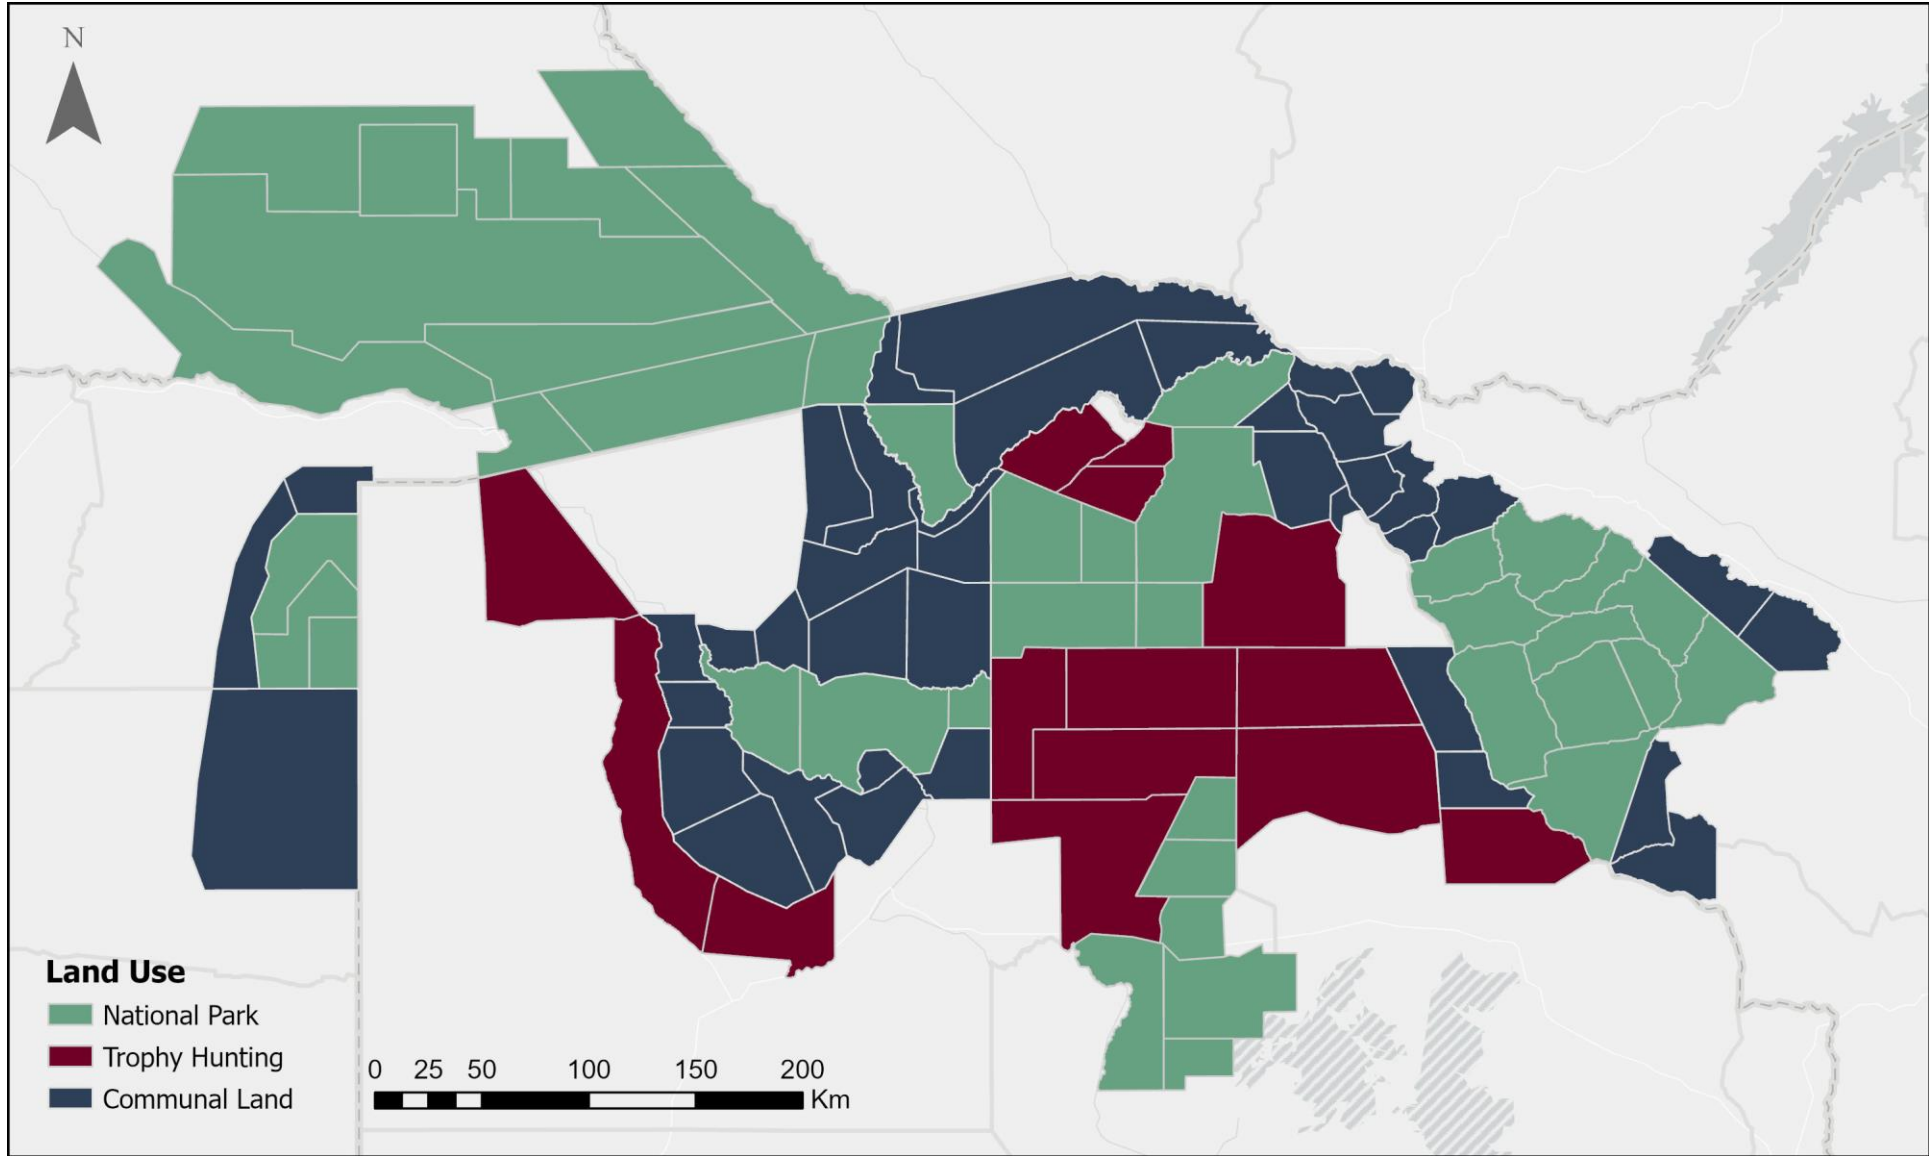 N
Land Use
National Park
Trophy Hunting
Communal Land
0 25 50 100 150 200
Km